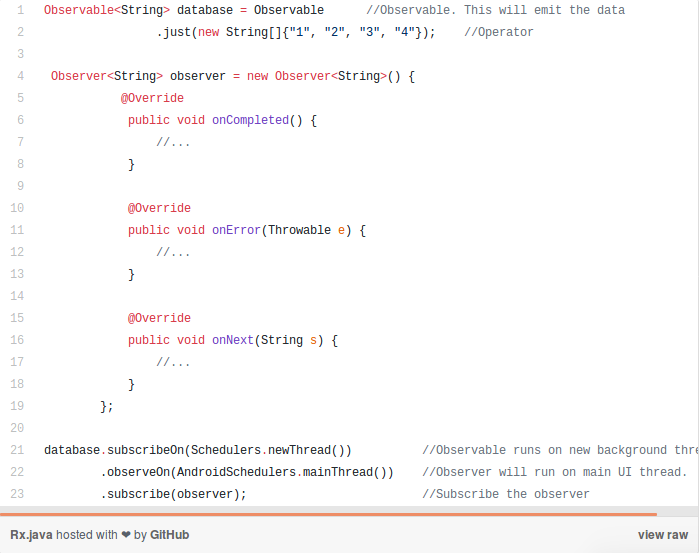 1 Observable<String> database = Observable //Observable. This will emit the data
2 .just(new String[]{"1", "2", "3", "4"}); //Operator
3
4 Observer<String> observer = new Observer<String>() {
5 @Override
6 public void onCompleted() {
7 //...
8 }
9
10 @Override
11 public void onError(Throwable e) {
12 //...
13 }
14
15 @Override
16 public void onNext(String s) {
17 //...
18 }
19 };
20
21 database.subscribeOn(Schedulers.newThread()) //Observable runs on new background thre
22 .observeOn(AndroidSchedulers.mainThread()) //Observer will run on main UI thread.
23 .subscribe(observer); //Subscribe the observer
Rx.java hosted with ❤ by GitHub view raw